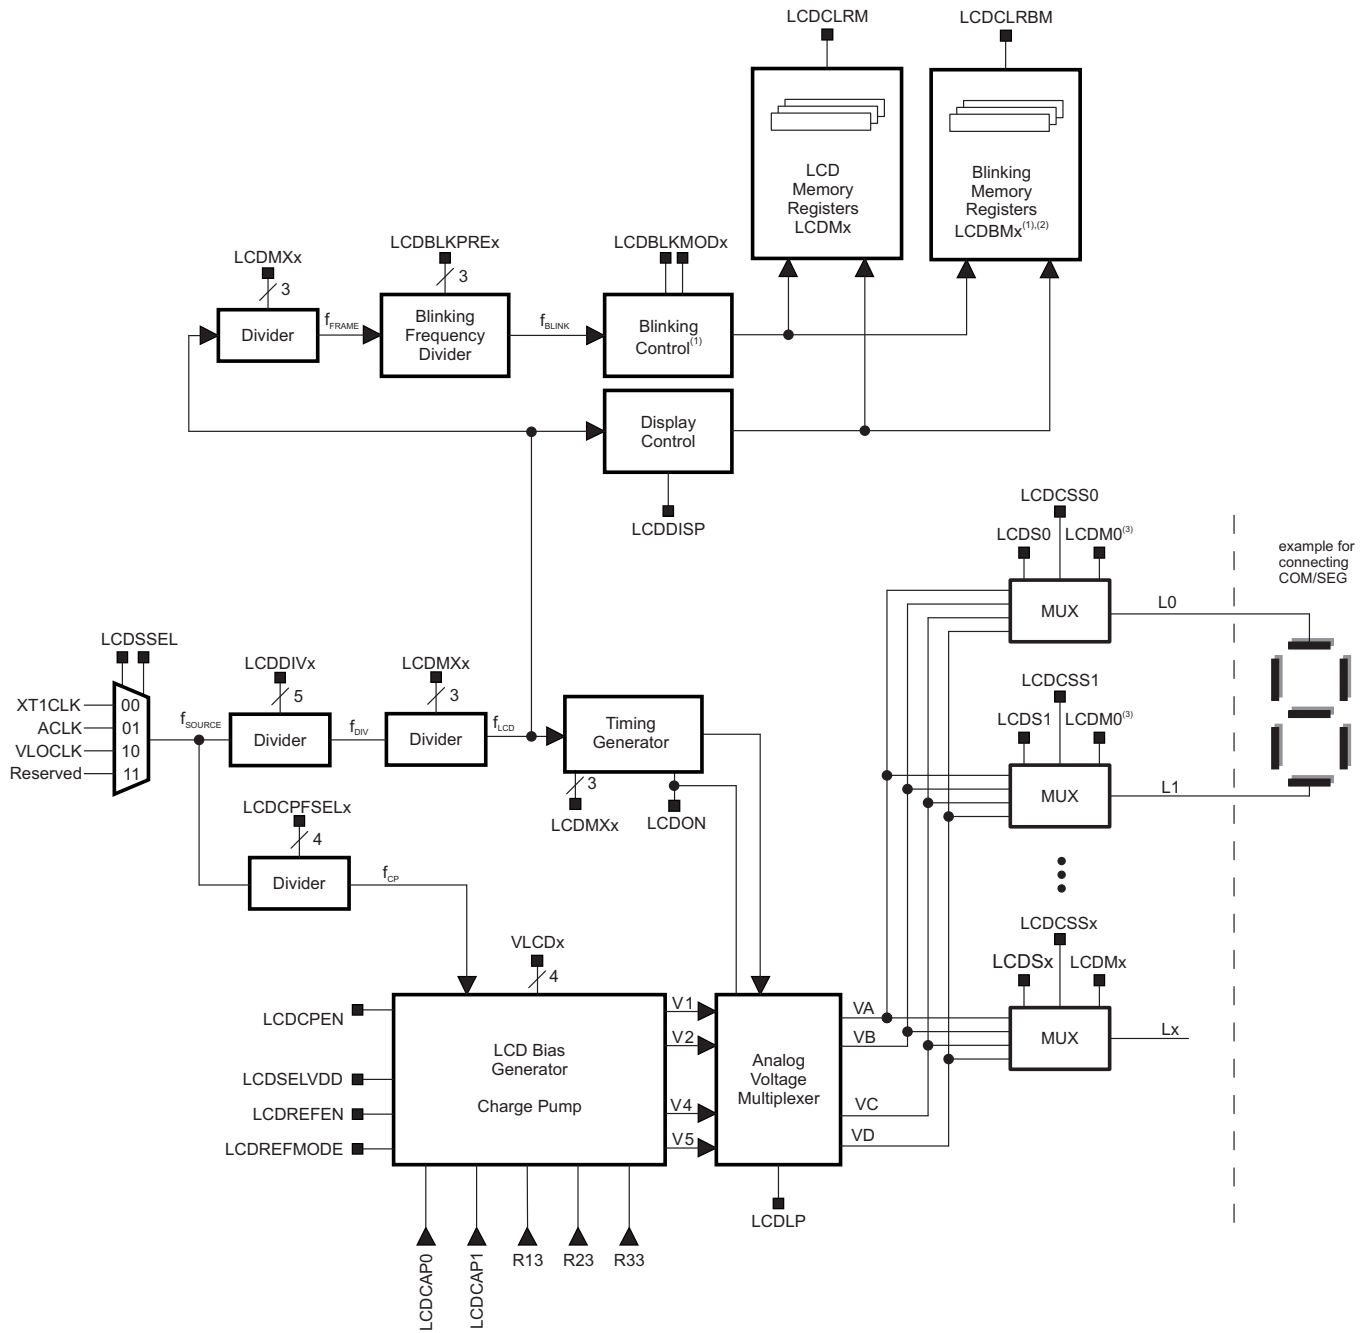 LCDCLRM
LCDCLRBM
LCD
Memory
Registers
LCDMx
Blinking
Memory
Registers
LCDBMx(1),(2)
LCDMXx
3
LCDBLKPREx
3
LCDBLKMODx
Divider
fFRAME
Blinking
Frequency
Divider
fBLINK
Blinking
Control(1)
Display
Control
LCDDISP
LCDCSS0
LCDS0
LCDM0(3)
MUX
L0
example for
connecting
COM/SEG
LCDSSEL
XT1CLK
ACLK
VLOCLK
Reserved
00
01
10
11
fSOURCE
LCDDIVx
5
Divider
fDIV
LCDMXx
3
Divider
fLCD
Timing
Generator
3
LCDMXx
LCDON
LCDCSS1
LCDS1
LCDM0(3)
MUX
L1
LCDCPFSELx
4
Divider
fCP
VLCDx
4
LCDCPEN
LCDSELVDD
LCDREFEN
LCDREFMODE
LCD Bias
Generator
Charge Pump
V1
V2
V4
V5
Analog
Voltage
Multiplexer
VA
VB
VC
VD
LCDLP
LCDCSSx
LCDSx
LCDMx
MUX
Lx
LCDCAP0
LCDCAP1
R13
R23
R33